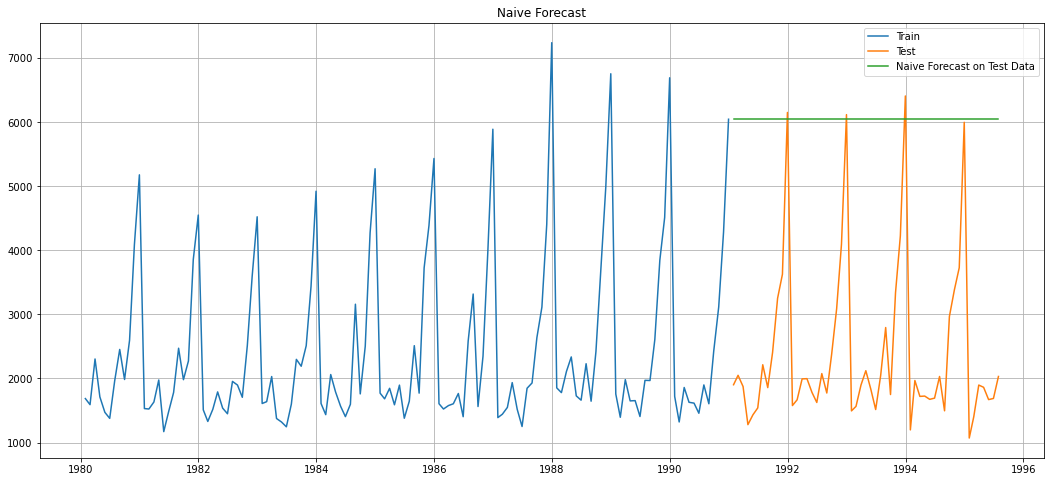 Naive Forecast
Train
Test
Naive Forecast on Test Data
7000
6000
5000
4000
3000
2000
1000
1980 1982 1984 1986 1988 1990 1992 1994 1996